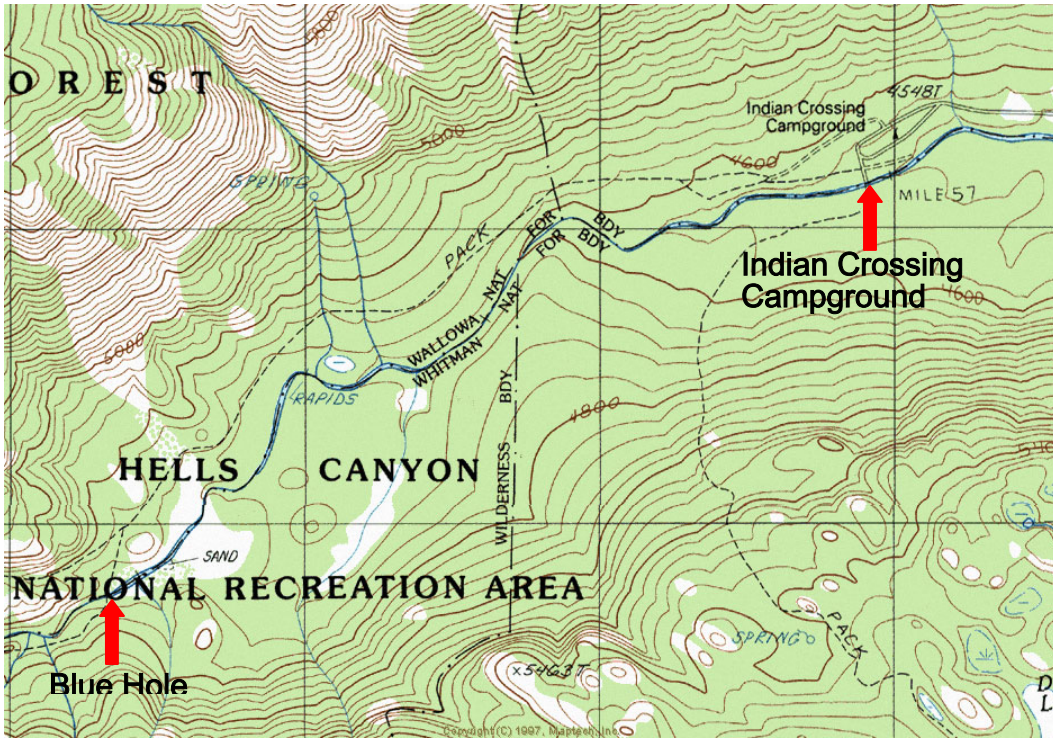 5800
O R E S T
4548T
Indian Crossing
Campground
5000
4600
SPRING
MILE 57
PACK
FOR BDY
FOR BDY
NAT
NAT
Indian Crossing
Campground
4600
5000
WALLOWA
WHITMAN
RAPIDS
BDY
4800
HELLS CANYON
WILDERNESS
SAND
NATIONAL RECREATION AREA
SPRING
PACK
x5463T
Blue Hole
D
L
Copyright (C) 1997, Maptech, Inc.